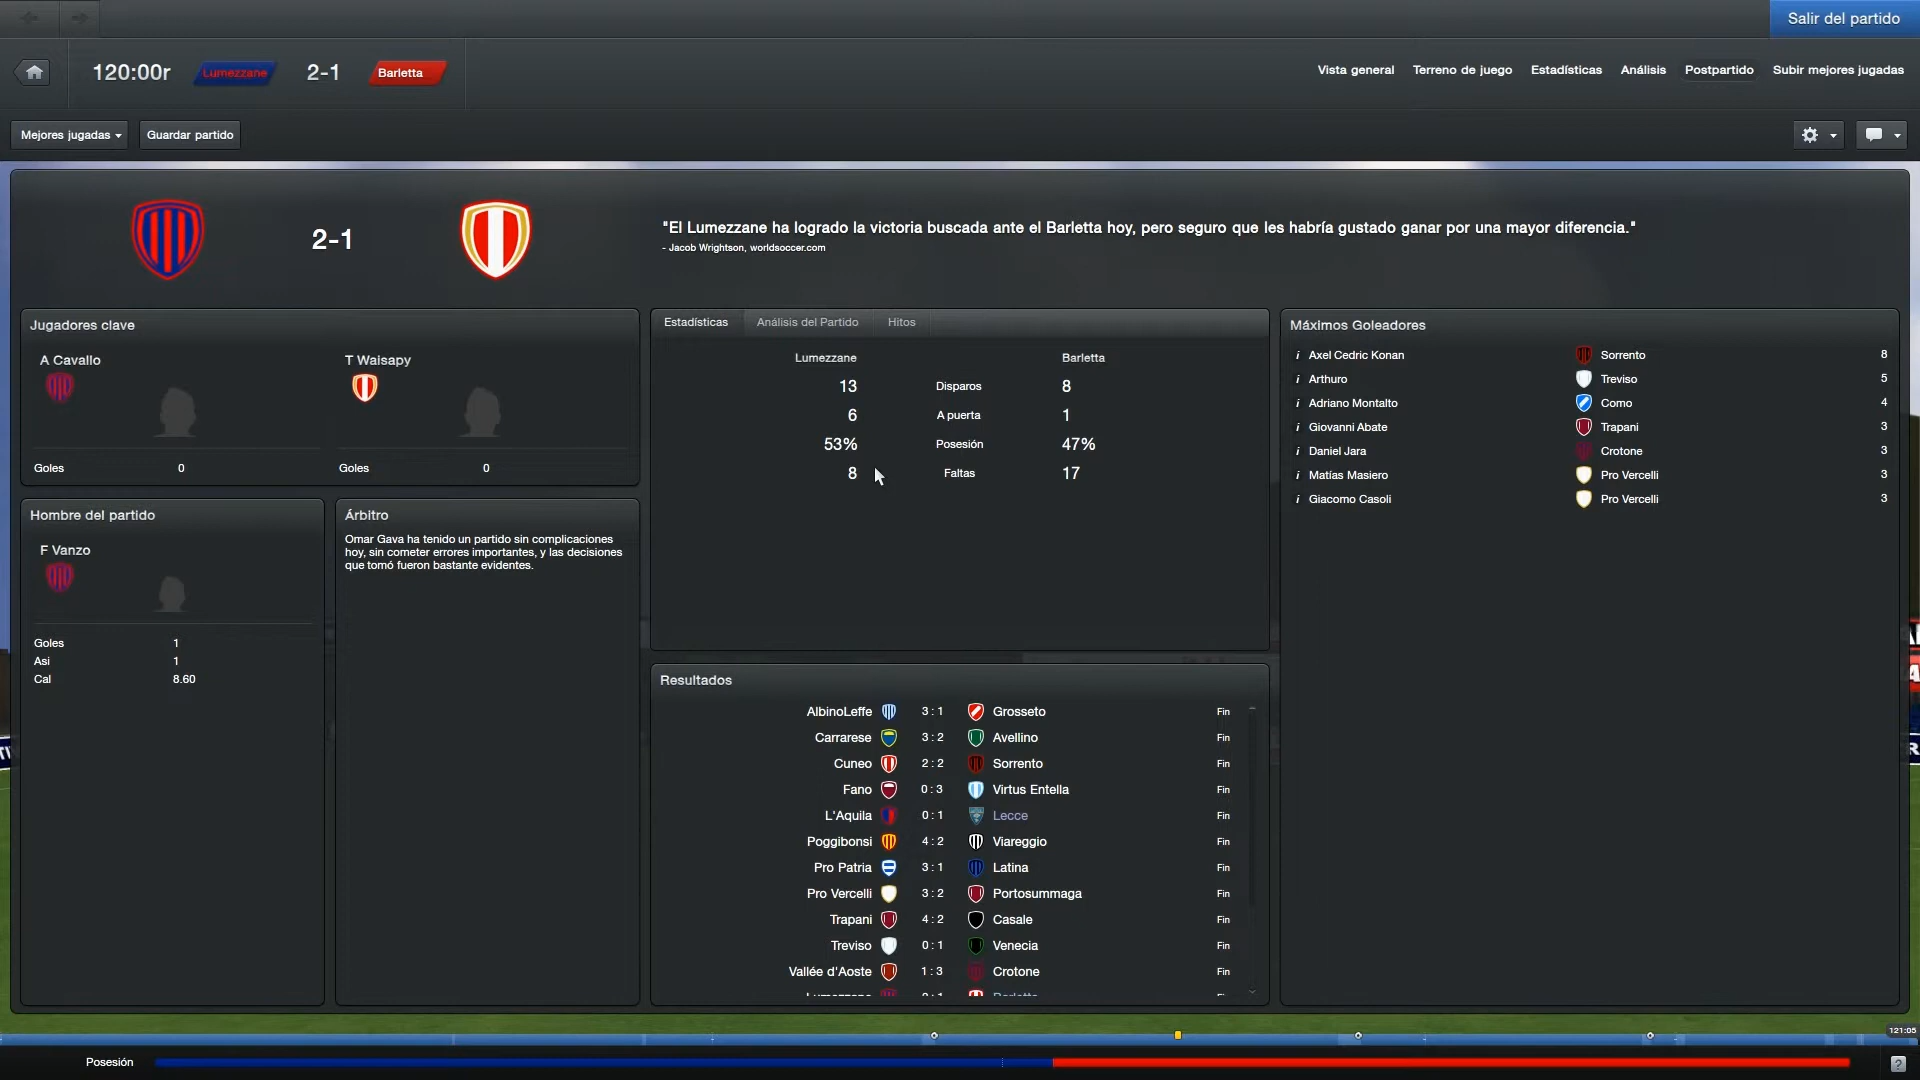 Salir del partido
120:00r Lumezzane 2-1 Barletta
Vista general Terreno de juego Estadísticas Análisis Postpartido Subir mejores jugadas
Mejores jugadas Guardar partido
2-1
"El Lumezzane ha logrado la victoria buscada ante el Barletta hoy, pero seguro que les habría gustado ganar por una mayor diferencia."
- Jacob Wrightson, worldsoccer.com
Jugadores clave
A Cavallo T Waisapy
Goles 0 Goles 0
Hombre del partido
F Vanzo
Goles 1
Asi 1
Cal 8.60
Árbitro
Omar Gava ha tenido un partido sin complicaciones
hoy, sin cometer errores importantes, y las decisiones
que tomó fueron bastante evidentes.
Estadísticas Análisis del Partido Hitos
Lumezzane Barletta
13 Disparos 8
6 A puerta 1
53% Posesión 47%
8 Faltas 17
Resultados
AlbinoLeffe 3 : 1 Grosseto Fin
Carrarese 3 : 2 Avellino Fin
Cuneo 2 : 2 Sorrento Fin
Fano 0 : 3 Virtus Entella Fin
L'Aquila 0 : 1 Lecce Fin
Poggibonsi 4 : 2 Viareggio Fin
Pro Patria 3 : 1 Latina Fin
Pro Vercelli 3 : 2 Portosummaga Fin
Trapani 4 : 2 Casale Fin
Treviso 0 : 1 Venecia Fin
Vallée d'Aoste 1 : 3 Crotone Fin
Lumezzane 2 : 1 Barletta Fin
Máximos Goleadores
i Axel Cedric Konan Sorrento 8
i Arthuro Treviso 5
i Adriano Montalto Como 4
i Giovanni Abate Trapani 3
i Daniel Jara Crotone 3
i Matías Masiero Pro Vercelli 3
i Giacomo Casoli Pro Vercelli 3
121:05
Posesión
?